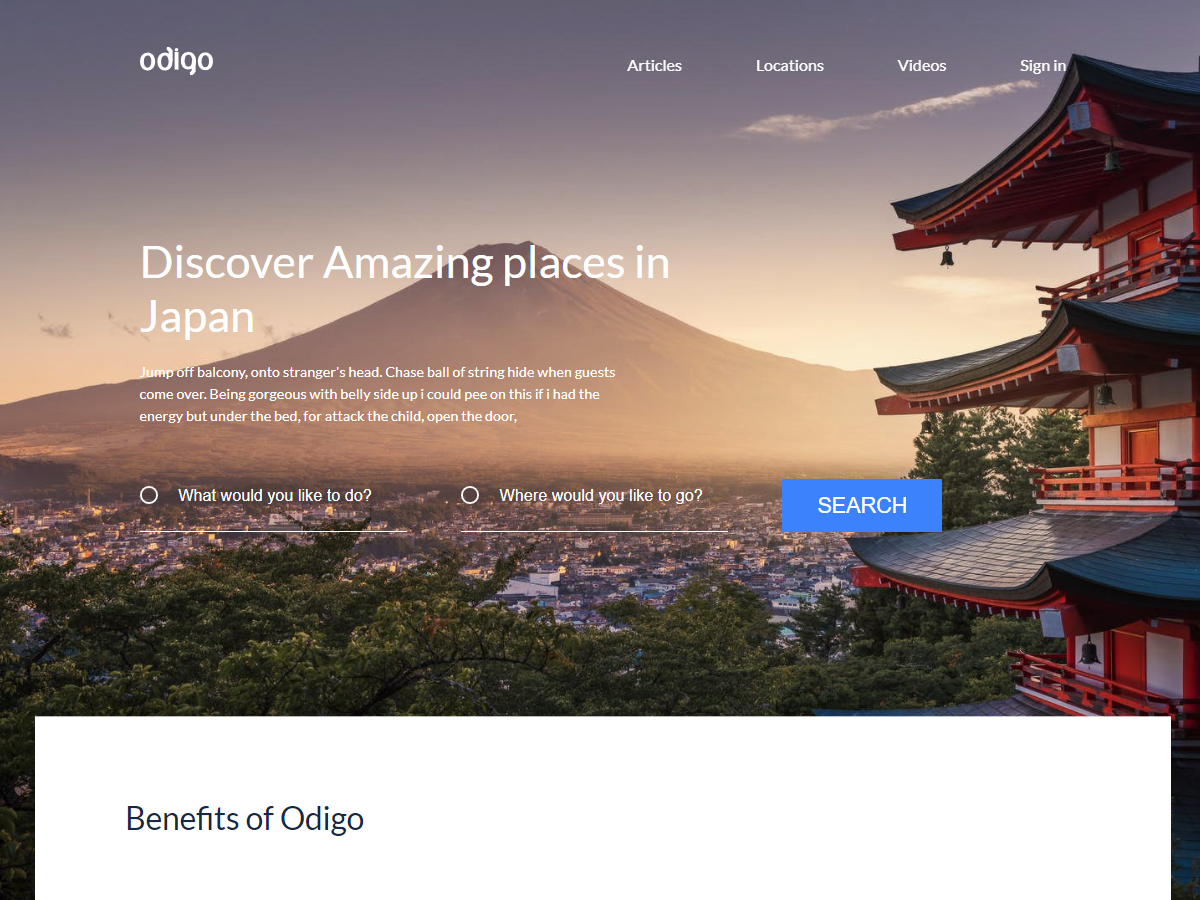 odigo
Articles
Locations
Videos
Sign in
Discover Amazing places in
Japan
Jump off balcony, onto stranger's head. Chase ball of string hide when guests
come over. Being gorgeous with belly side up i could pee on this if i had the
energy but under the bed, for attack the child, open the door,
What would you like to do?
Where would you like to go?
SEARCH
Benefits of Odigo